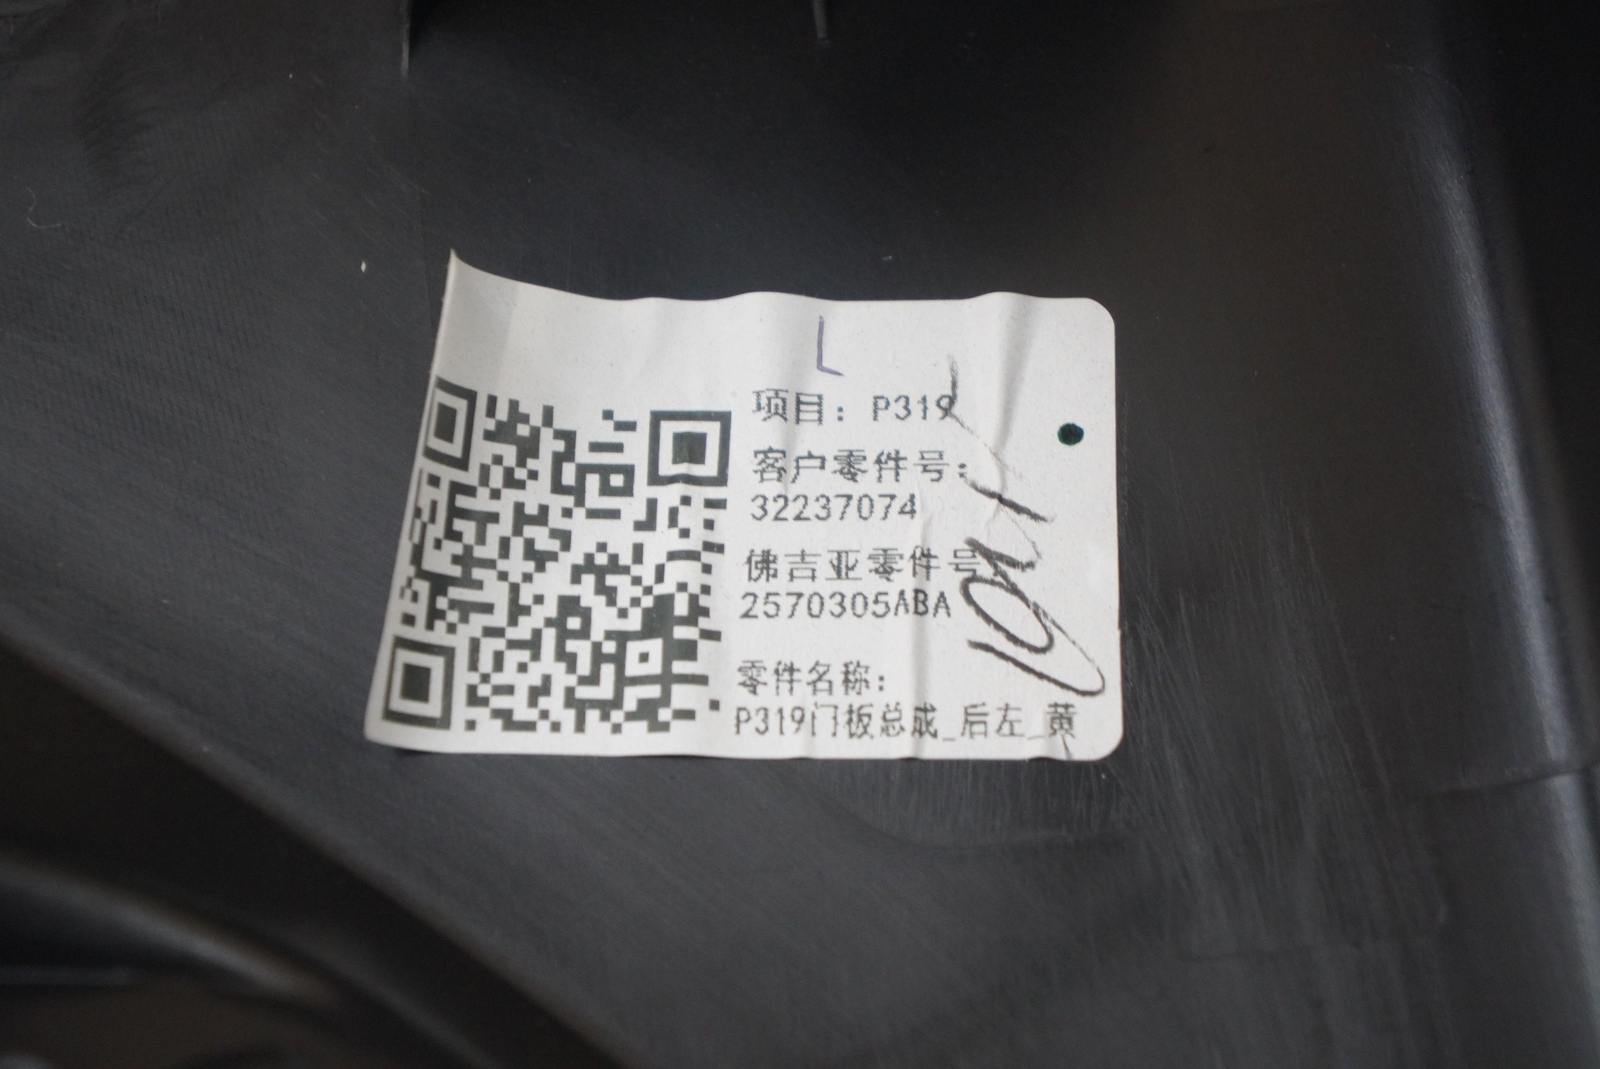 L
项目：P319
客户零件号：
32237074
佛吉亚零件号
2570305ABA
零件名称：
P319门板总成_后左_黄